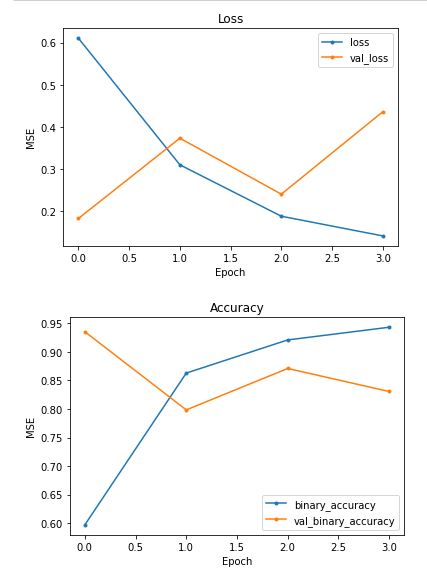 Loss
0.6
0.5
0.4
0.3
0.2
MSE
loss
val_loss
0.0 0.5 1.0 1.5 2.0 2.5 3.0
Epoch
Accuracy
0.95
0.90
0.85
0.80
0.75
0.70
0.65
0.60
MSE
binary_accuracy
val_binary_accuracy
0.0 0.5 1.0 1.5 2.0 2.5 3.0
Epoch